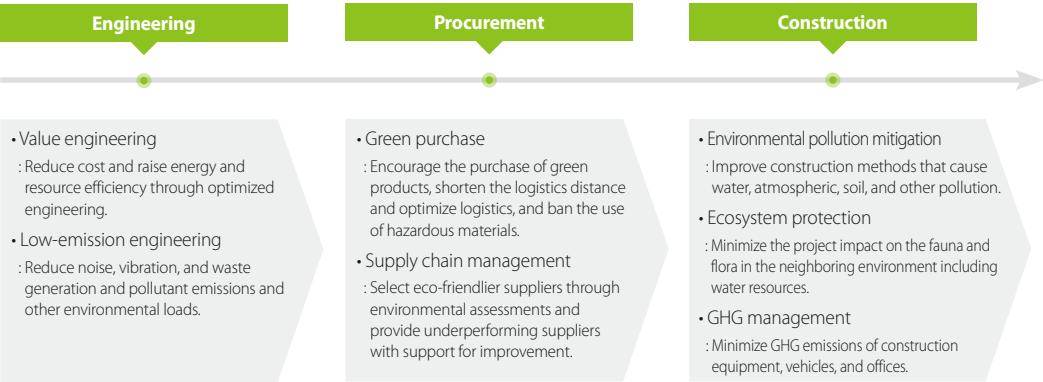 Engineering
• Value engineering
: Reduce cost and raise energy and
resource efficiency through optimized
engineering.
• Low-emission engineering
: Reduce noise, vibration, and waste
generation and pollutant emissions and
other environmental loads.
Procurement
• Green purchase
: Encourage the purchase of green
products, shorten the logistics distance
and optimize logistics, and ban the use
of hazardous materials.
• Supply chain management
: Select eco-friendlier suppliers through
environmental assessments and
provide underperforming suppliers
with support for improvement.
Construction
• Environmental pollution mitigation
: Improve construction methods that cause
water, atmospheric, soil, and other pollution.
• Ecosystem protection
: Minimize the project impact on the fauna and
flora in the neighboring environment including
water resources.
• GHG management
: Minimize GHG emissions of construction
equipment, vehicles, and offices.